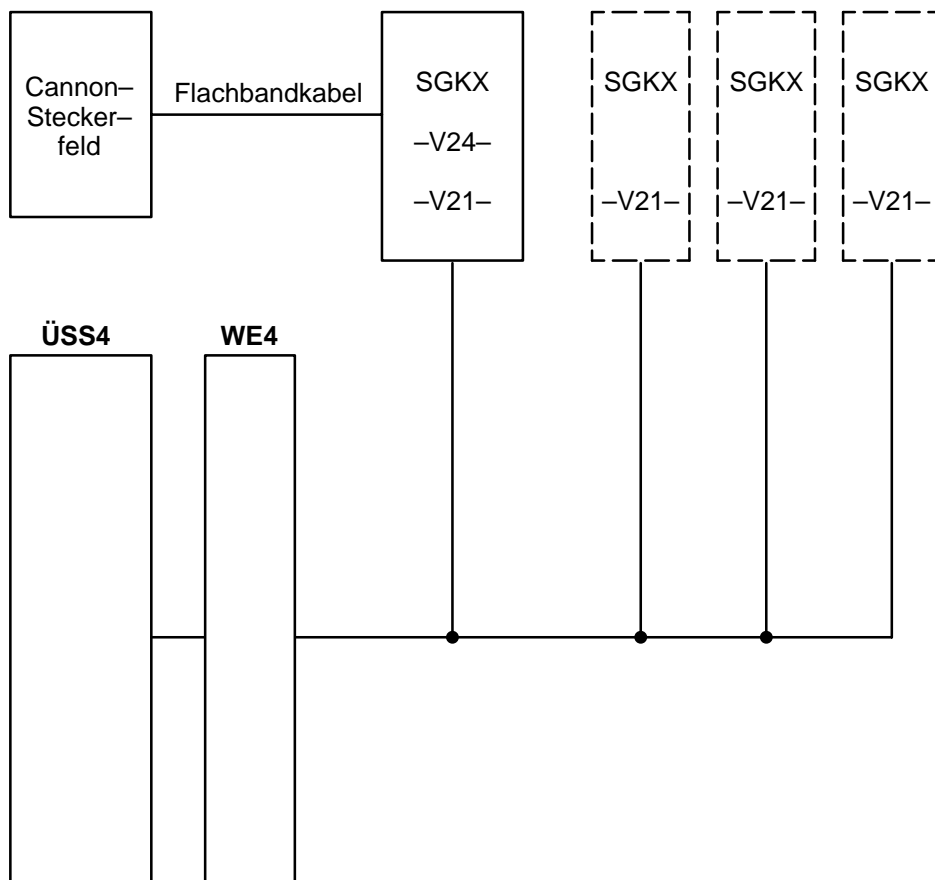 Cannon–
Stecker–
feld
Flachbandkabel
SGKX
–V24–
–V21–
SGKX
–V21–
SGKX
–V21–
SGKX
–V21–
ÜSS4
WE4